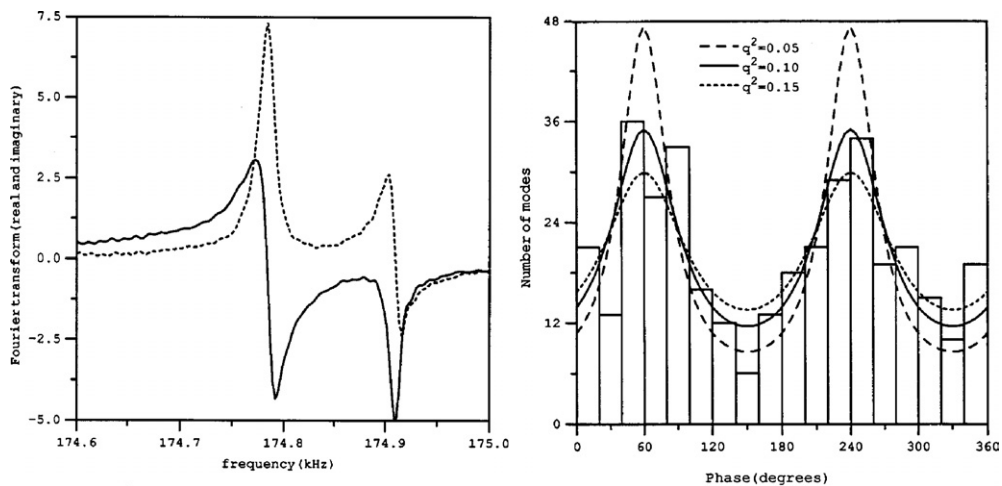 7.5
5.0
2.5
0.0
-2.5
-5.0
174.6 174.7 174.8 174.9 175.0
frequency(kHz)
Fourier transform(real and imaginary)
48
36
24
12
0
0 60 120 180 240 300 360
Phase(degrees)
Number of modes
q²=0.05
q²=0.10
q²=0.15